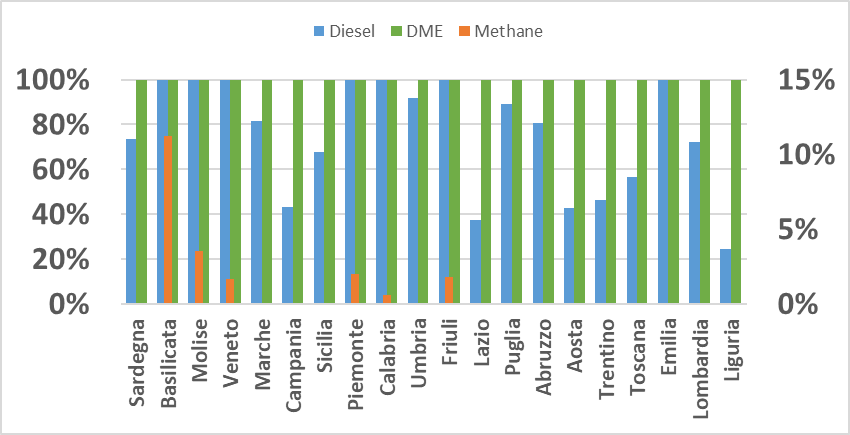 Diesel DME Methane
100% 15%
80%
10%
60%
40%
5%
20%
0% 0%
Sardegna
Basilicata
Molise
Veneto
Marche
Campania
Sicilia
Piemonte
Calabria
Umbria
Friuli
Lazio
Puglia
Abruzzo
Aosta
Trentino
Toscana
Emilia
Lombardia
Liguria